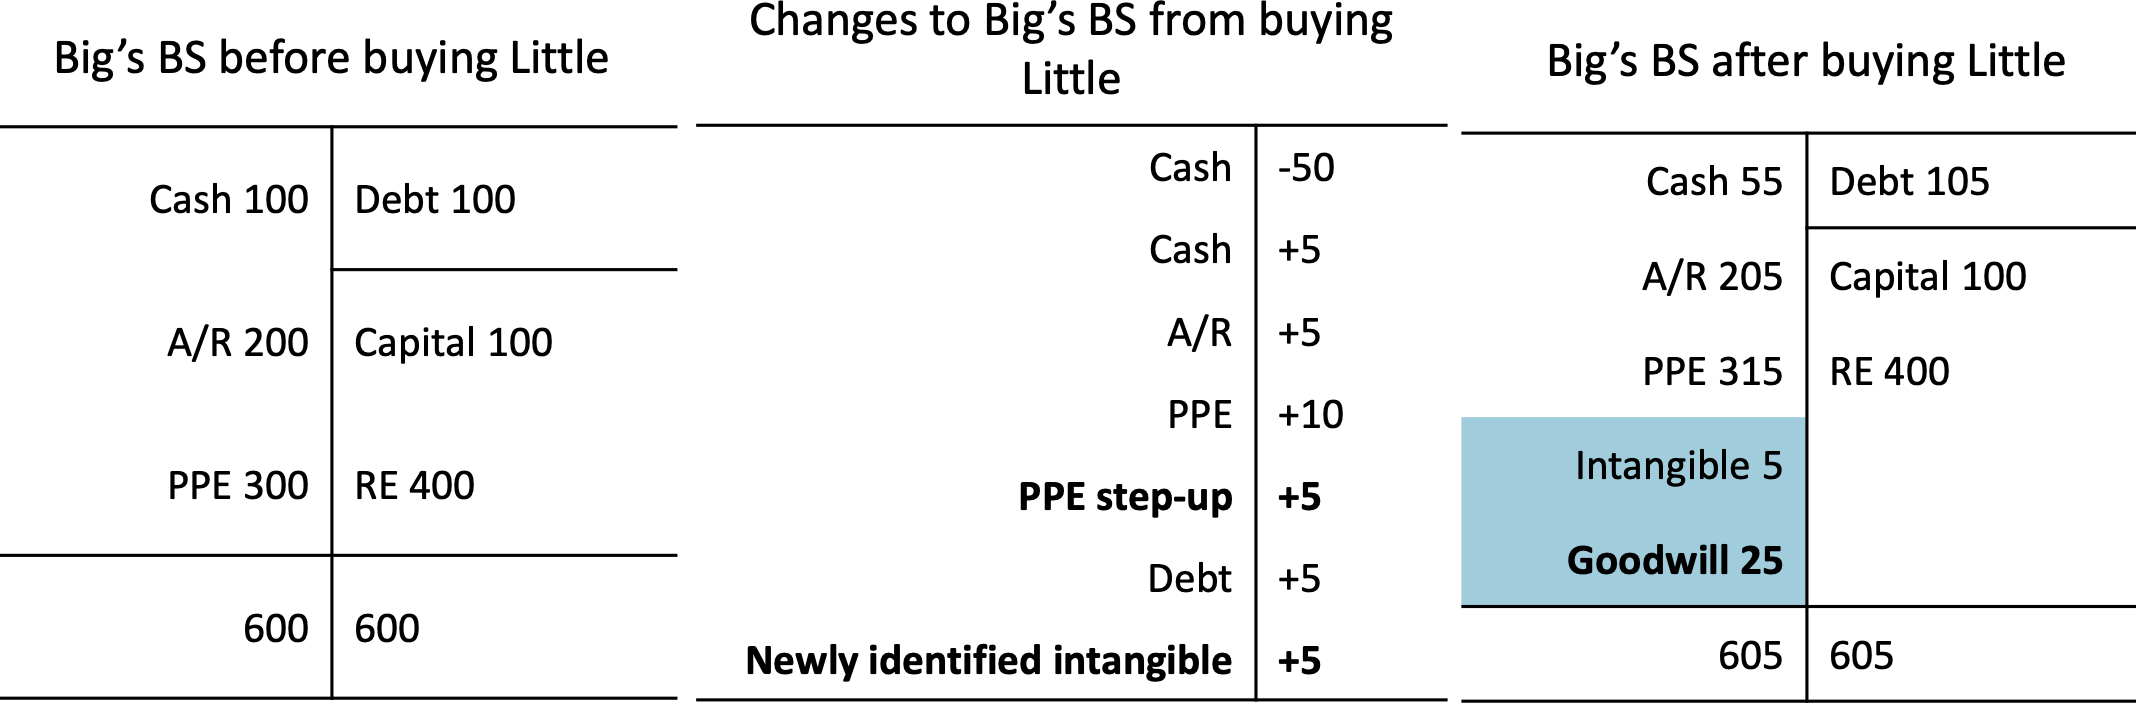 Big’s BS before buying Little
Cash 100 Debt 100
A/R 200 Capital 100
PPE 300 RE 400
600 600
Changes to Big’s BS from buying
Little
Cash -50
Cash +5
A/R +5
PPE +10
PPE step-up +5
Debt +5
Newly identified intangible +5
Big’s BS after buying Little
Cash 55 Debt 105
A/R 205 Capital 100
PPE 315 RE 400
Intangible 5
Goodwill 25
605 605